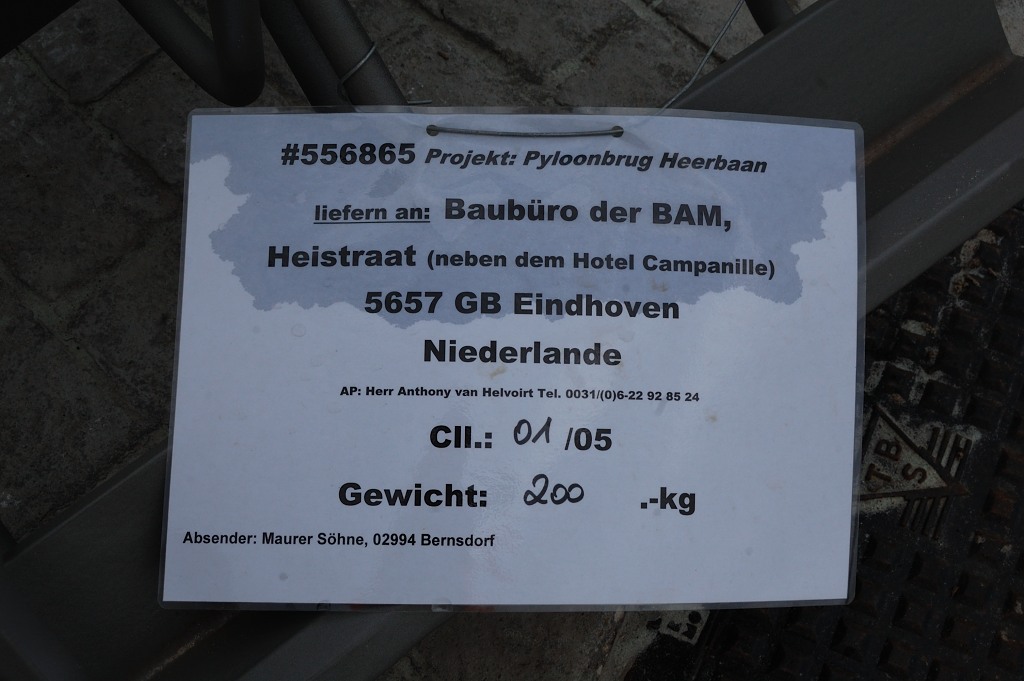 #556865 Projekt: Pyloonbrug Heerbaan
liefern an: Baubüro der BAM,
Heistraat (neben dem Hotel Campanille)
5657 GB Eindhoven
Niederlande
AP: Herr Anthony van Helvoirt Tel. 0031/(0)6-22 92 85 24
Cll.: 01 /05
Gewicht: 200 .-kg
Absender: Maurer Söhne, 02994 Bernsdorf
TBS